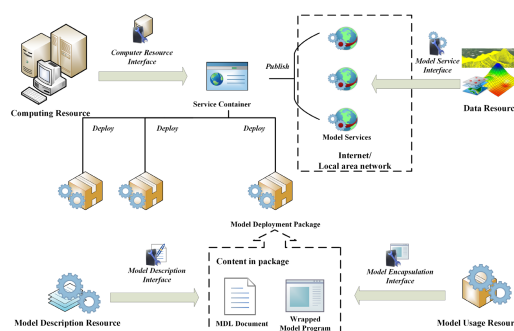 Computer Resource
Interface
Publish
Model Service
Interface
Computing Resource
Service Container
Data Resourc
Deploy
Deploy
Deploy
Model Services
Internet/
Local area network
Model Deployment Package
Content in package
Model Description
Interface
Model Encapsulation
Interface
Model Description Resource
MDL Document
Wrapped
Model Program
Model Usage Resour